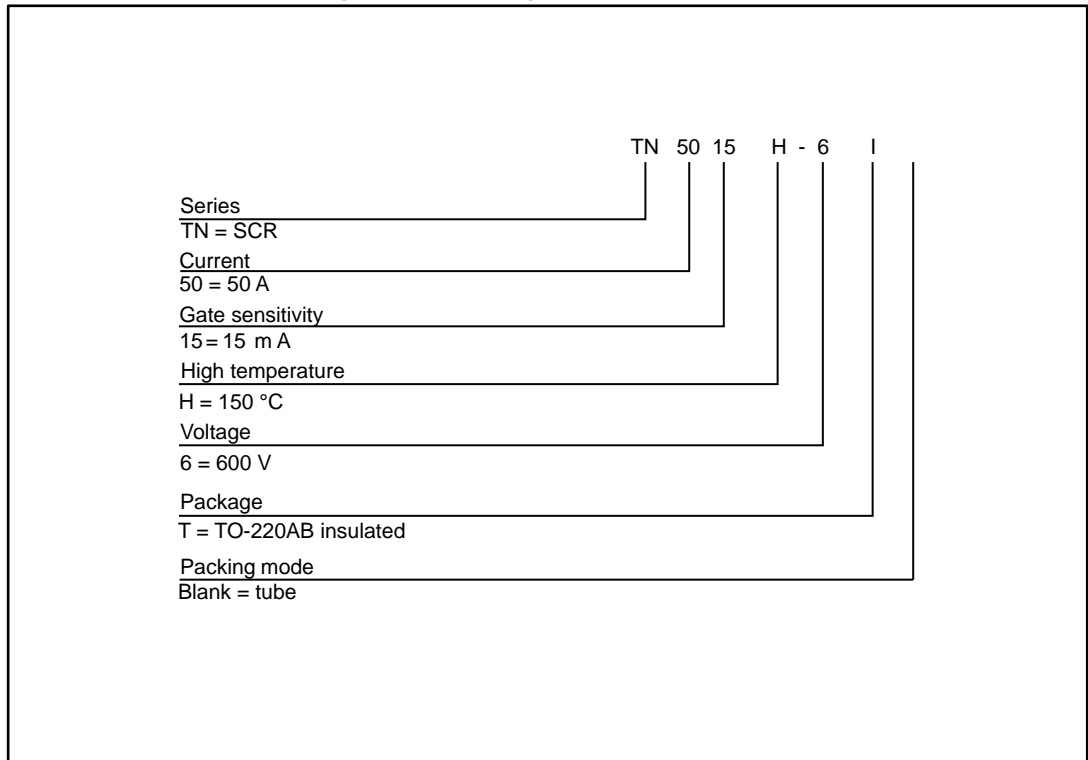 TN 50 15 H - 6 I
Series
TN = SCR
Current
50 = 50 A
Gate sensitivity
15 = 15 m A
High temperature
H = 150 °C
Voltage
6 = 600 V
Package
T = TO-220AB insulated
Packing mode
Blank = tube